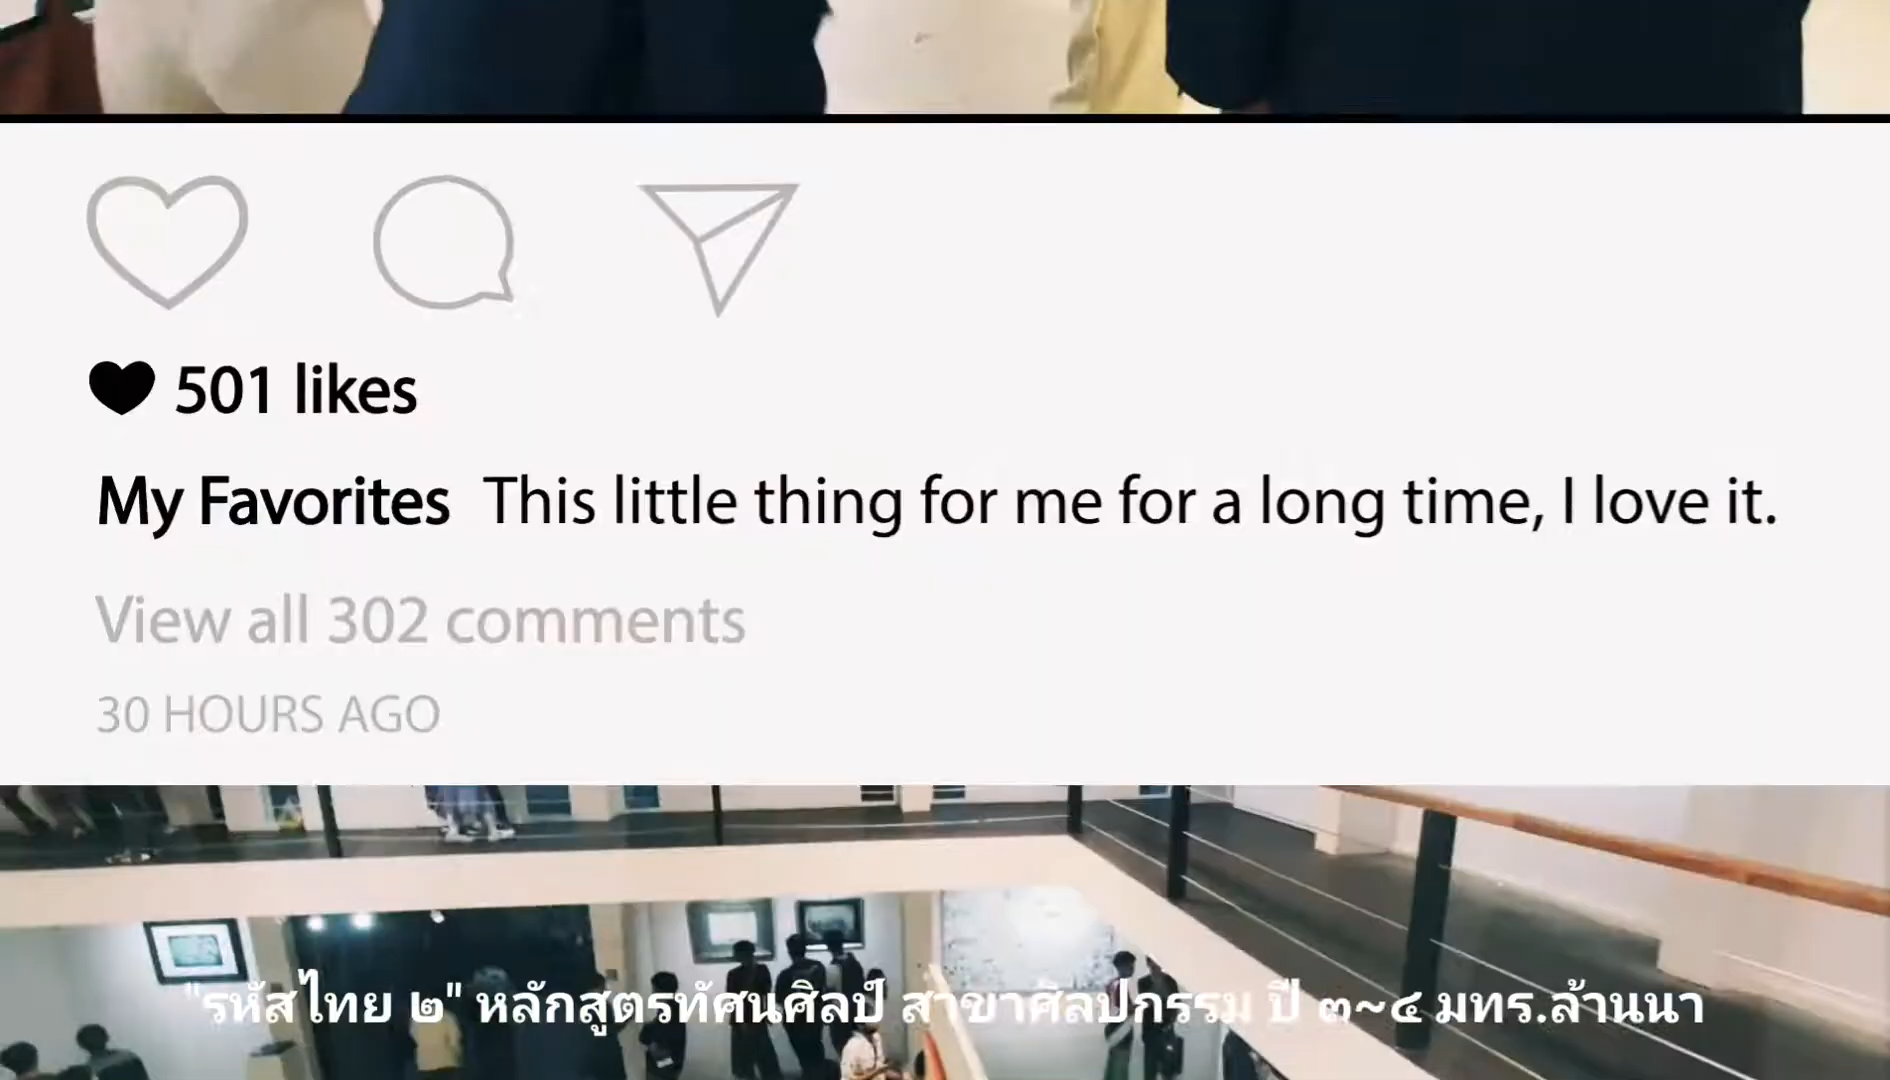 501 likes
My Favorites This little thing for me for a long time, I love it.
View all 302 comments
30 HOURS AGO
"รหัสไทย ๒" หลักสูตรทัศนศิลป์ สาขาศิลปกรรม ปี ๓~๔ มทร.ล้านนา